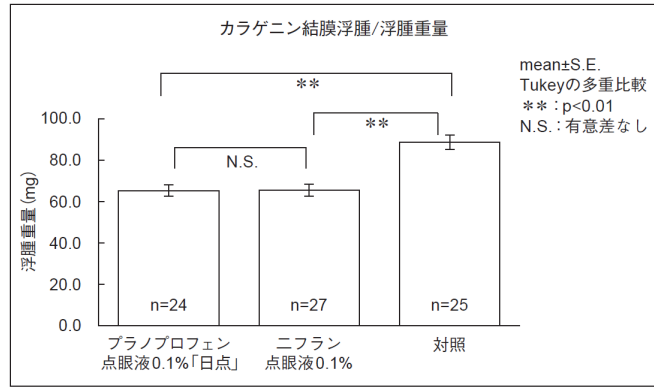 カラゲニン結膜浮腫/浮腫重量
mean±S.E.
Tukeyの多重比較
**：p<0.01
N.S.：有意差なし
**
**
N.S.
浮腫重量(mg)
100.0
80.0
60.0
40.0
20.0
0.0
n=24
n=27
n=25
プラノプロフェン
点眼液0.1%「日点」
ニフラン
点眼液0.1%
対照